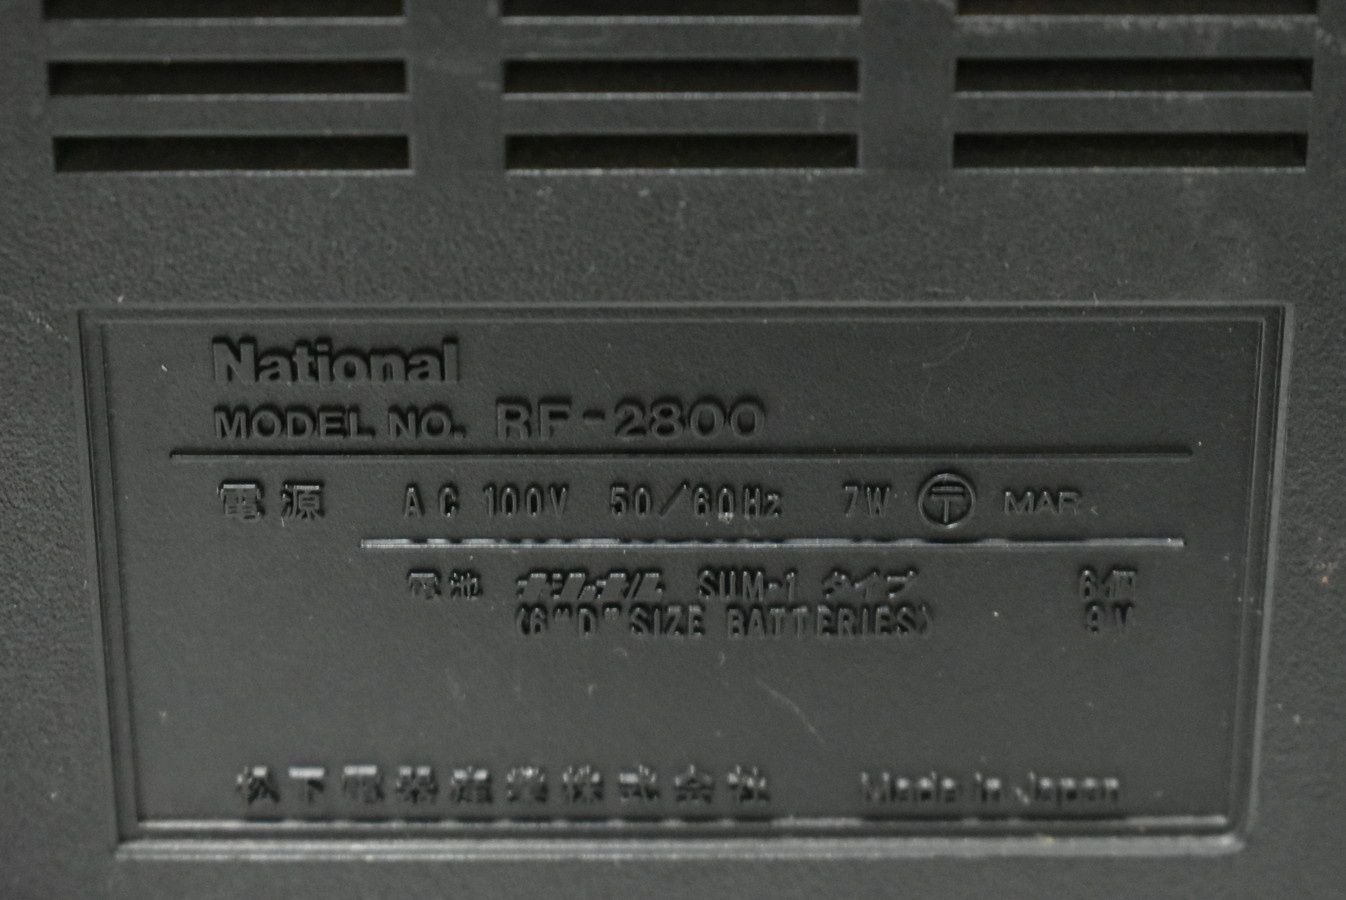 National
MODEL NO. RF-2800
電源 AC 100V 50/60Hz 7W 〒 MAR.
電池 ナショナル SUM-1 タイプ 6個
(6"D"SIZE BATTERIES) 9V
松下電器産業株式会社 Made in Japan